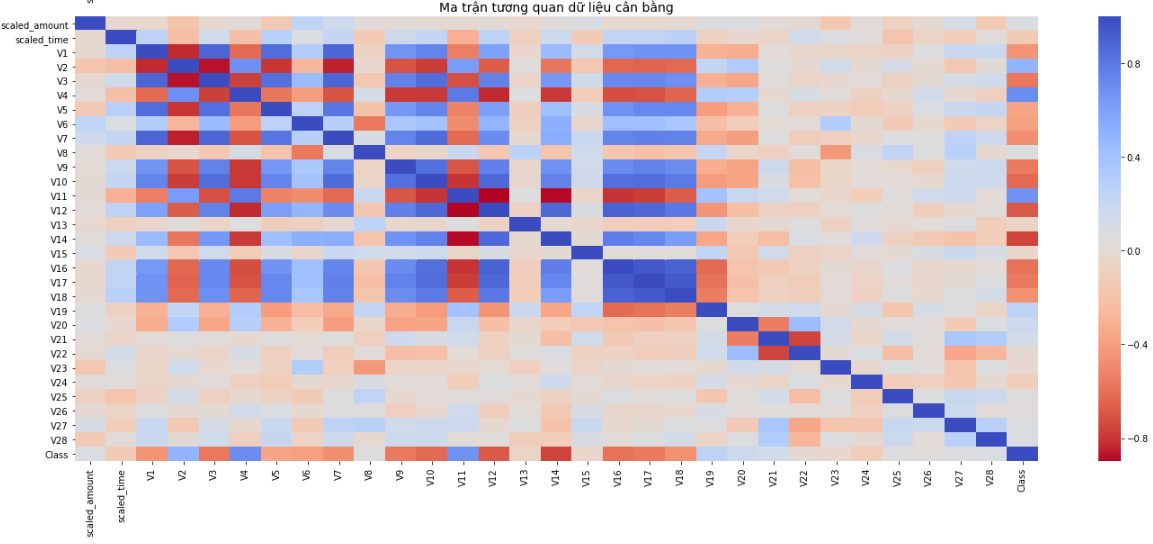 Ma trận tương quan dữ liệu cân bằng
scaled_amount
scaled_time
V1
V2
V3
V4
V5
V6
V7
V8
V9
V10
V11
V12
V13
V14
V15
V16
V17
V18
V19
V20
V21
V22
V23
V24
V25
V26
V27
V28
Class
0.8
0.4
0.0
−0.4
−0.8
scaled_amount
scaled_time
V1
V2
V3
V4
V5
V6
V7
V8
V9
V10
V11
V12
V13
V14
V15
V16
V17
V18
V19
V20
V21
V22
V23
V24
V25
V26
V27
V28
Class